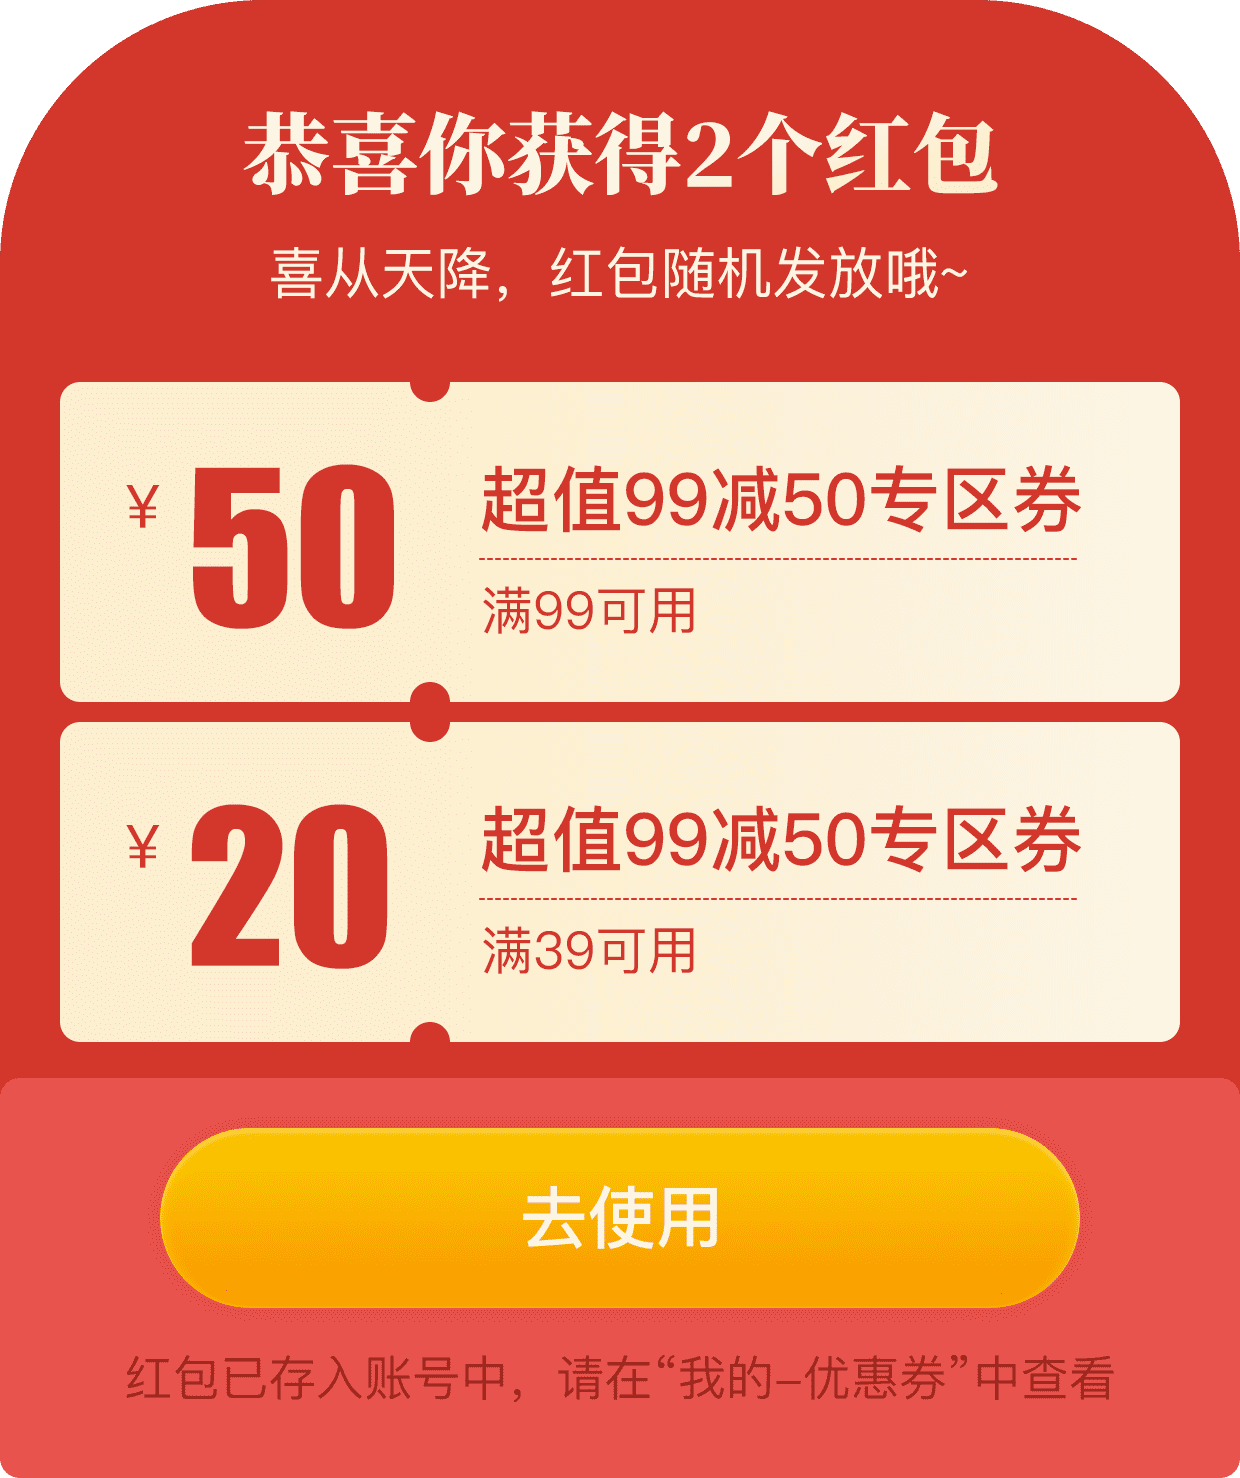 恭喜你获得2个红包
喜从天降，红包随机发放哦~
¥ 50
超值99减50专区券
满99可用
¥ 20
超值99减50专区券
满39可用
去使用
红包已存入账号中，请在“我的–优惠券”中查看